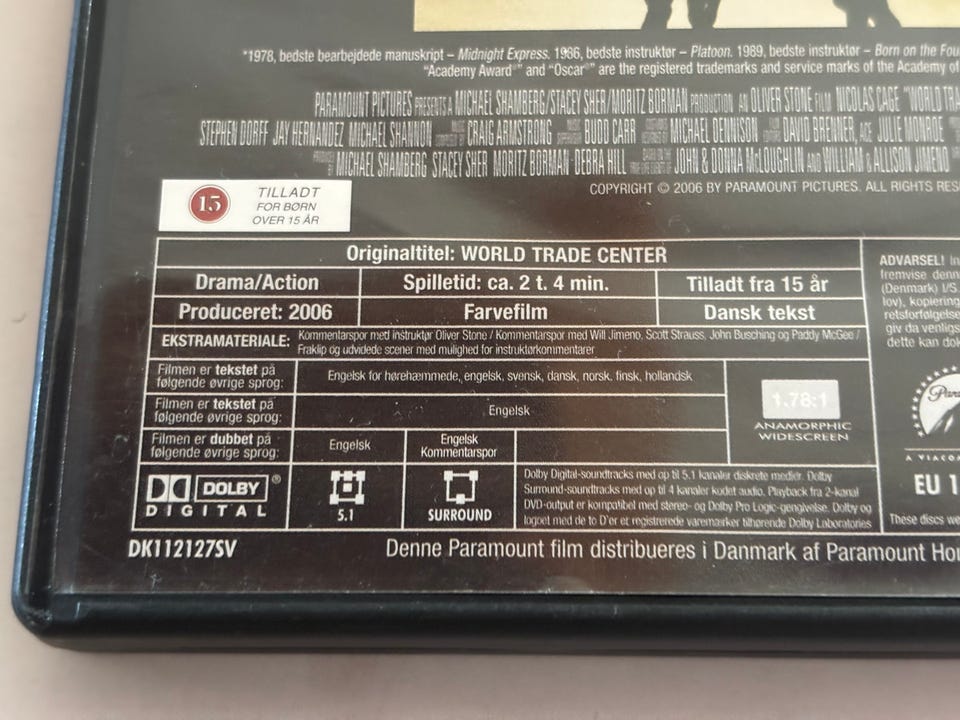 *1978, bedste bearbejdede manuskript – Midnight Express. 1986, bedste instruktør – Platoon. 1989, bedste instruktør – Born on the Fou
"Academy Award®" and "Oscar®" are the registered trademarks and service marks of the Academy of
PARAMOUNT PICTURES PRESENTS A MICHAEL SHAMBERG/STACEY SHER/MORITZ BORMAN PRODUCTION AN OLIVER STONE FILM NICOLAS CAGE "WORLD TRA
STEPHEN DORFF JAY HERNANDEZ MICHAEL SHANNON CRAIG ARMSTRONG BUDD CARR MICHAEL DENNISON DAVID BRENNER, ACE JULIE MONROE
MICHAEL SHAMBERG STACEY SHER MORITZ BORMAN DEBRA HILL JOHN & DONNA McLOUGHLIN AND WILLIAM & ALLISON JIMENO
COPYRIGHT © 2006 BY PARAMOUNT PICTURES. ALL RIGHTS RES
15
TILLADT
FOR BØRN
OVER 15 ÅR
Originaltitel: WORLD TRADE CENTER
Drama/Action Spilletid: ca. 2 t. 4 min. Tilladt fra 15 år
Produceret: 2006 Farvefilm Dansk tekst
EKSTRAMATERIALE: Kommentarspor med instruktør Oliver Stone / Kommentarspor med Will Jimeno, Scott Strauss, John Busching og Paddy McGee /
Fraklip og udvidede scener med mulighed for instruktørkommentarer
Filmen er tekstet på
følgende øvrige sprog:
Engelsk for hørehæmmede, engelsk, svensk, dansk, norsk, finsk, hollandsk
Filmen er tekstet på
følgende øvrige sprog:
Engelsk
Filmen er dubbet på
følgende øvrige sprog:
Engelsk
Engelsk
Kommentarspor
1.78:1
ANAMORPHIC
WIDESCREEN
DOLBY®
DIGITAL
5.1
SURROUND
Dolby Digital-soundtracks med op til 5.1 kanaler diskrete medier. Dolby
Surround-soundtracks med op til 4 kanaler kodet audio. Playback fra 2-kanal
DVD-output er kompatibel med stereo- og Dolby Pro Logic-gengivelse. Dolby og
logoet med de to D'er er registrerede varemærker tilhørende Dolby Laboratories
ADVARSEL! In
fremvise denn
(Denmark) I/S.
lov), kopiering
retsforfølgelse
giv da venligs
dette kan dok
Para
A VIACO
EU 1
These discs we
DK112127SV
Denne Paramount film distribueres i Danmark af Paramount Ho